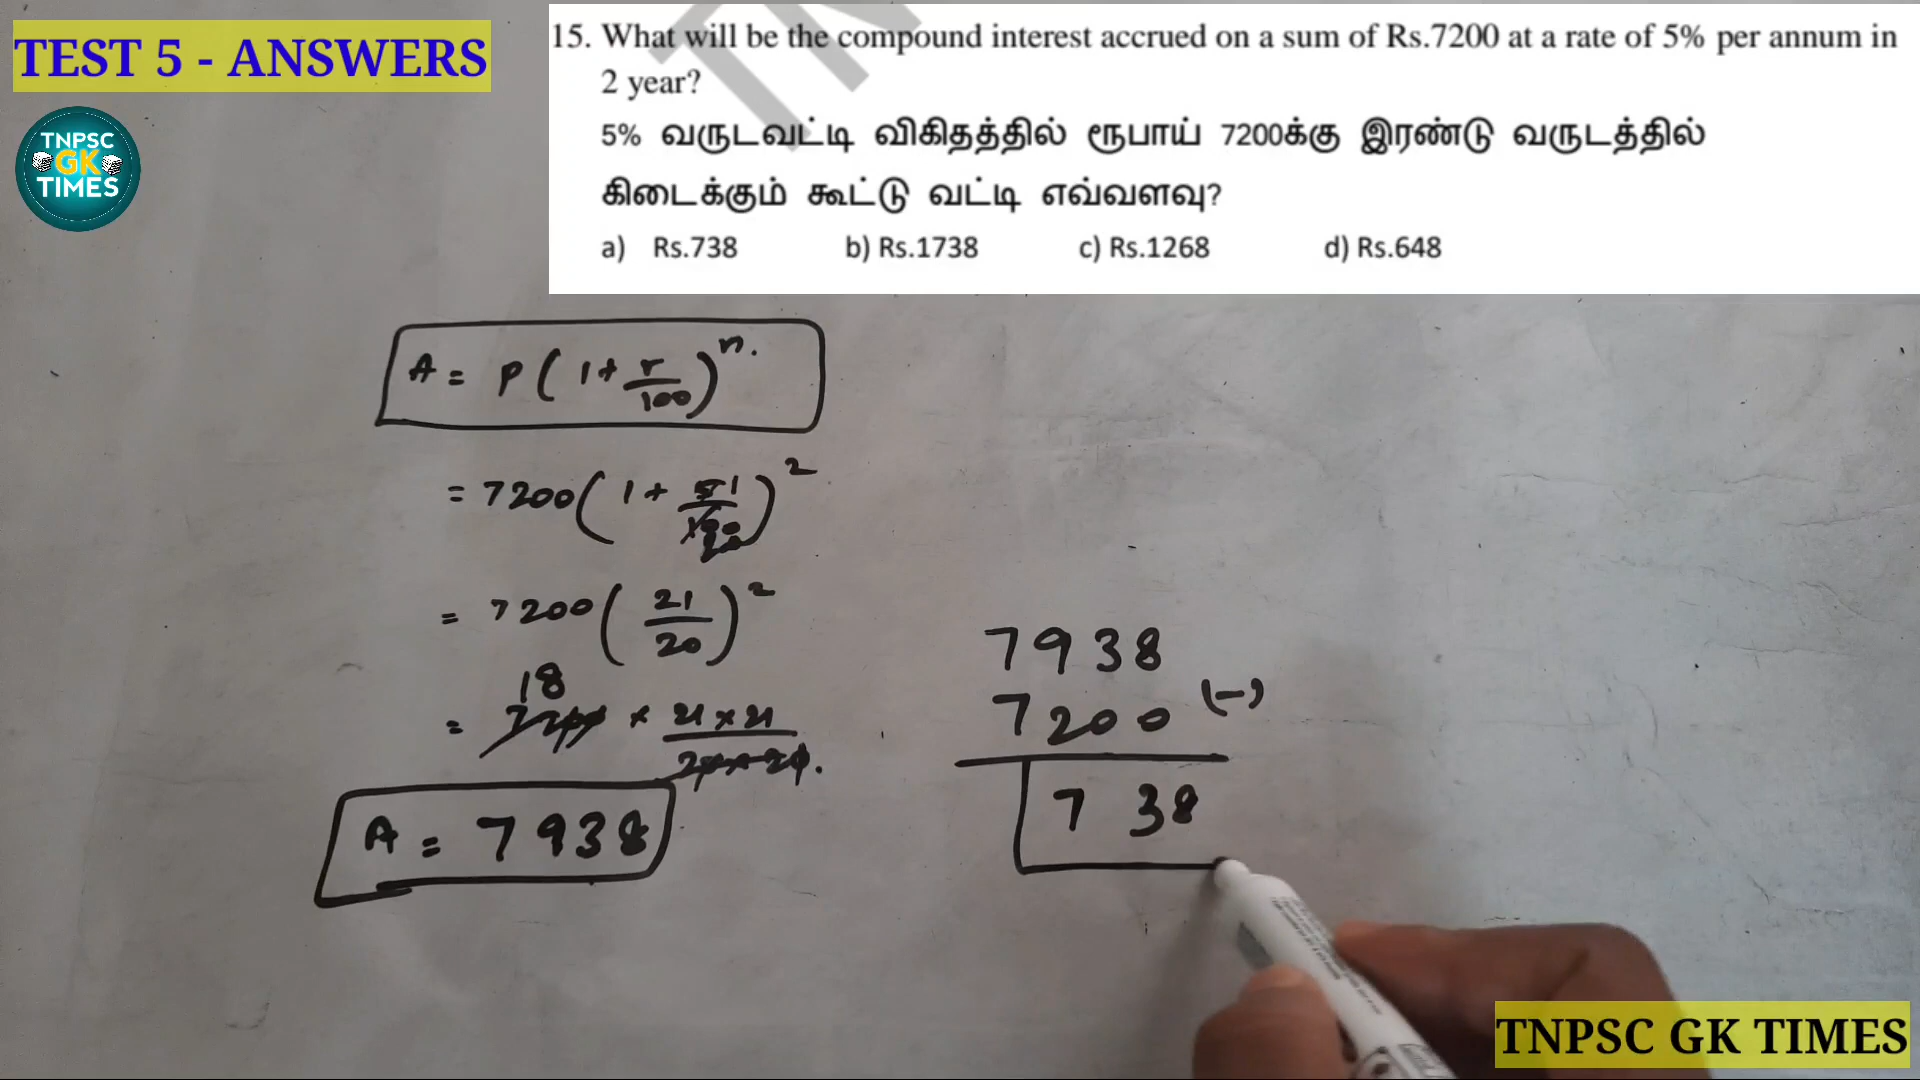 TEST 5 - ANSWERS
TNPSC
GK
TIMES
15. What will be the compound interest accrued on a sum of Rs.7200 at a rate of 5% per annum in
2 year?
5% வருடவட்டி விகிதத்தில் ரூபாய் 7200க்கு இரண்டு வருடத்தில்
கிடைக்கும் கூட்டு வட்டி எவ்வளவு?
a) Rs.738 b) Rs.1738 c) Rs.1268 d) Rs.648
A = P ( 1 + r/100 )^n.
= 7200 ( 1 + 5 1/100 20 )^2
= 7200 ( 21/20 )^2
18
= 7200 × 21 × 21 / 20 × 20.
A = 7938
7938
7200 (-)
738
TNPSC GK TIMES